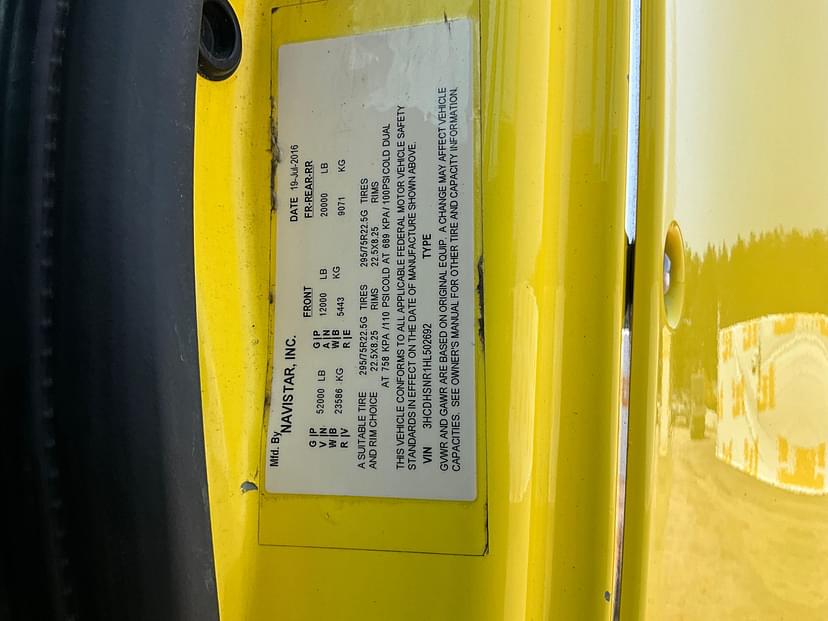 Mfd. By
NAVISTAR, INC. DATE 19-Jul-2016
G|P G|P FRONT FR-REAR-RR
V|N 52000 LB A|N 12000 LB 20000 LB
W|B W|B
R|V 23586 KG R|E 5443 KG 9071 KG
A SUITABLE TIRE 295/75R22.5G TIRES 295/75R22.5G TIRES
AND RIM CHOICE 22.5X8.25 RIMS 22.5X8.25 RIMS
AT 758 KPA /110 PSI COLD AT 689 KPA/ 100PSI COLD DUAL
THIS VEHICLE CONFORMS TO ALL APPLICABLE FEDERAL MOTOR VEHICLE SAFETY
STANDARDS IN EFFECT ON THE DATE OF MANUFACTURE SHOWN ABOVE.
VIN 3HCDHSNR1HL502692 TYPE
GVWR AND GAWR ARE BASED ON ORIGINAL EQUIP. A CHANGE MAY AFFECT VEHICLE
CAPACITIES. SEE OWNER'S MANUAL FOR OTHER TIRE AND CAPACITY INFORMATION.